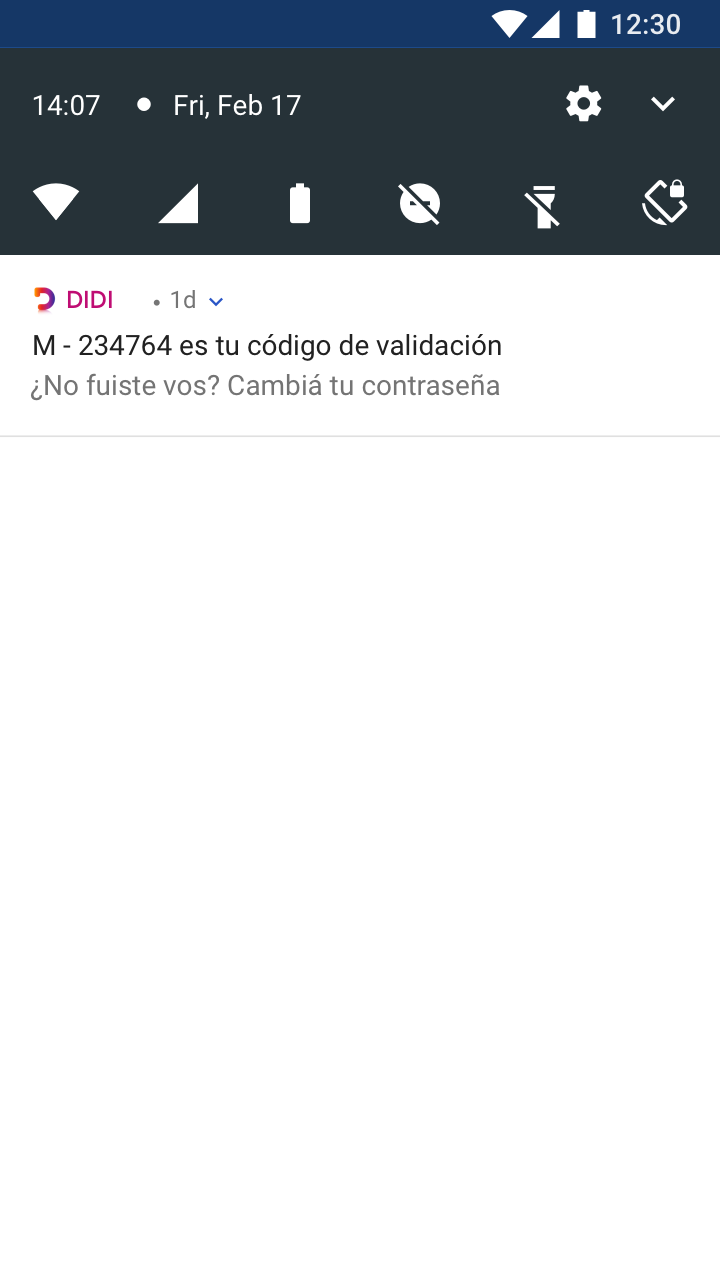 12:30
14:07 • Fri, Feb 17
DIDI • 1d
M - 234764 es tu código de validación
¿No fuiste vos? Cambiá tu contraseña